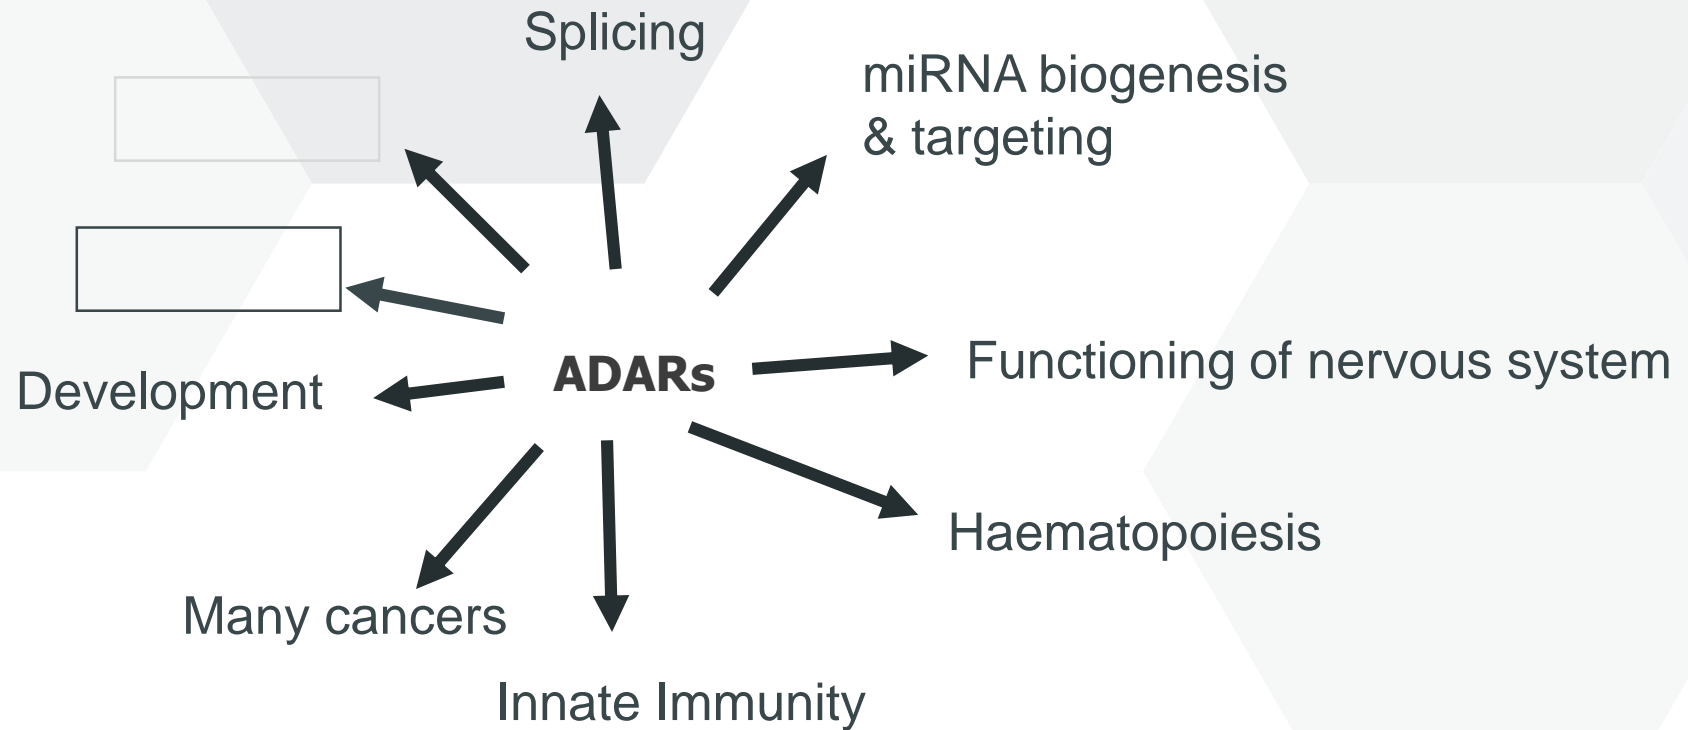 Splicing
miRNA biogenesis
& targeting
ADARs
Functioning of nervous system
Development
Haematopoiesis
Many cancers
Innate Immunity